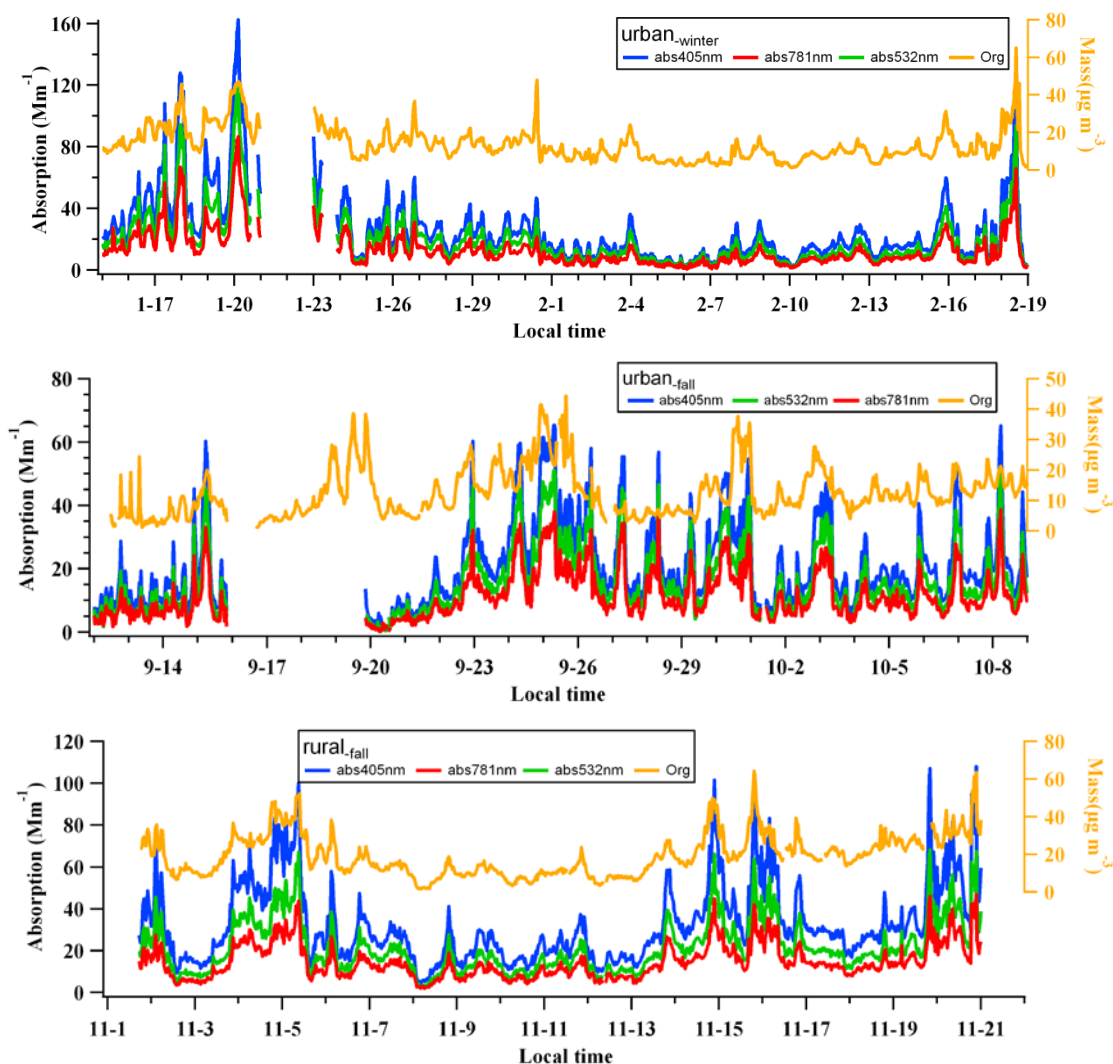 urban-winter
abs405nm abs781nm abs532nm Org
Absorption (Mm-1)
160
120
80
40
0
80
60
40
20
0
Mass(μg m-3)
1-17 1-20 1-23 1-26 1-29 2-1 2-4 2-7 2-10 2-13 2-16 2-19
Local time
urban-fall
abs405nm abs532nm abs781nm Org
Absorption (Mm-1)
80
60
40
20
0
50
40
30
20
10
0
Mass(μg m-3)
9-14 9-17 9-20 9-23 9-26 9-29 10-2 10-5 10-8
Local time
rural-fall
abs405nm abs781nm abs532nm Org
Absorption (Mm-1)
120
100
80
60
40
20
0
80
60
40
20
0
Mass(μg m-3)
11-1 11-3 11-5 11-7 11-9 11-11 11-13 11-15 11-17 11-19 11-21
Local time